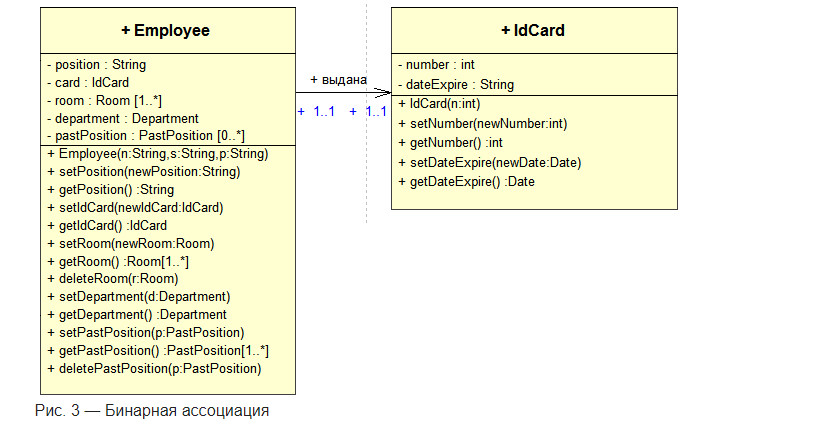 + Employee
- position : String
- card : IdCard
- room : Room [1..*]
- department : Department
- pastPosition : PastPosition [0..*]
+ Employee(n:String,s:String,p:String)
+ setPosition(newPosition:String)
+ getPosition() :String
+ setIdCard(newIdCard:IdCard)
+ getIdCard() :IdCard
+ setRoom(newRoom:Room)
+ getRoom() :Room[1..*]
+ deleteRoom(r:Room)
+ setDepartment(d:Department)
+ getDepartment() :Department
+ setPastPosition(p:PastPosition)
+ getPastPosition() :PastPosition[1..*]
+ deletePastPosition(p:PastPosition)
+ выдана
+ 1..1 + 1..1
+ IdCard
- number : int
- dateExpire : String
+ IdCard(n:int)
+ setNumber(newNumber:int)
+ getNumber() :int
+ setDateExpire(newDate:Date)
+ getDateExpire() :Date
Рис. 3 — Бинарная ассоциация